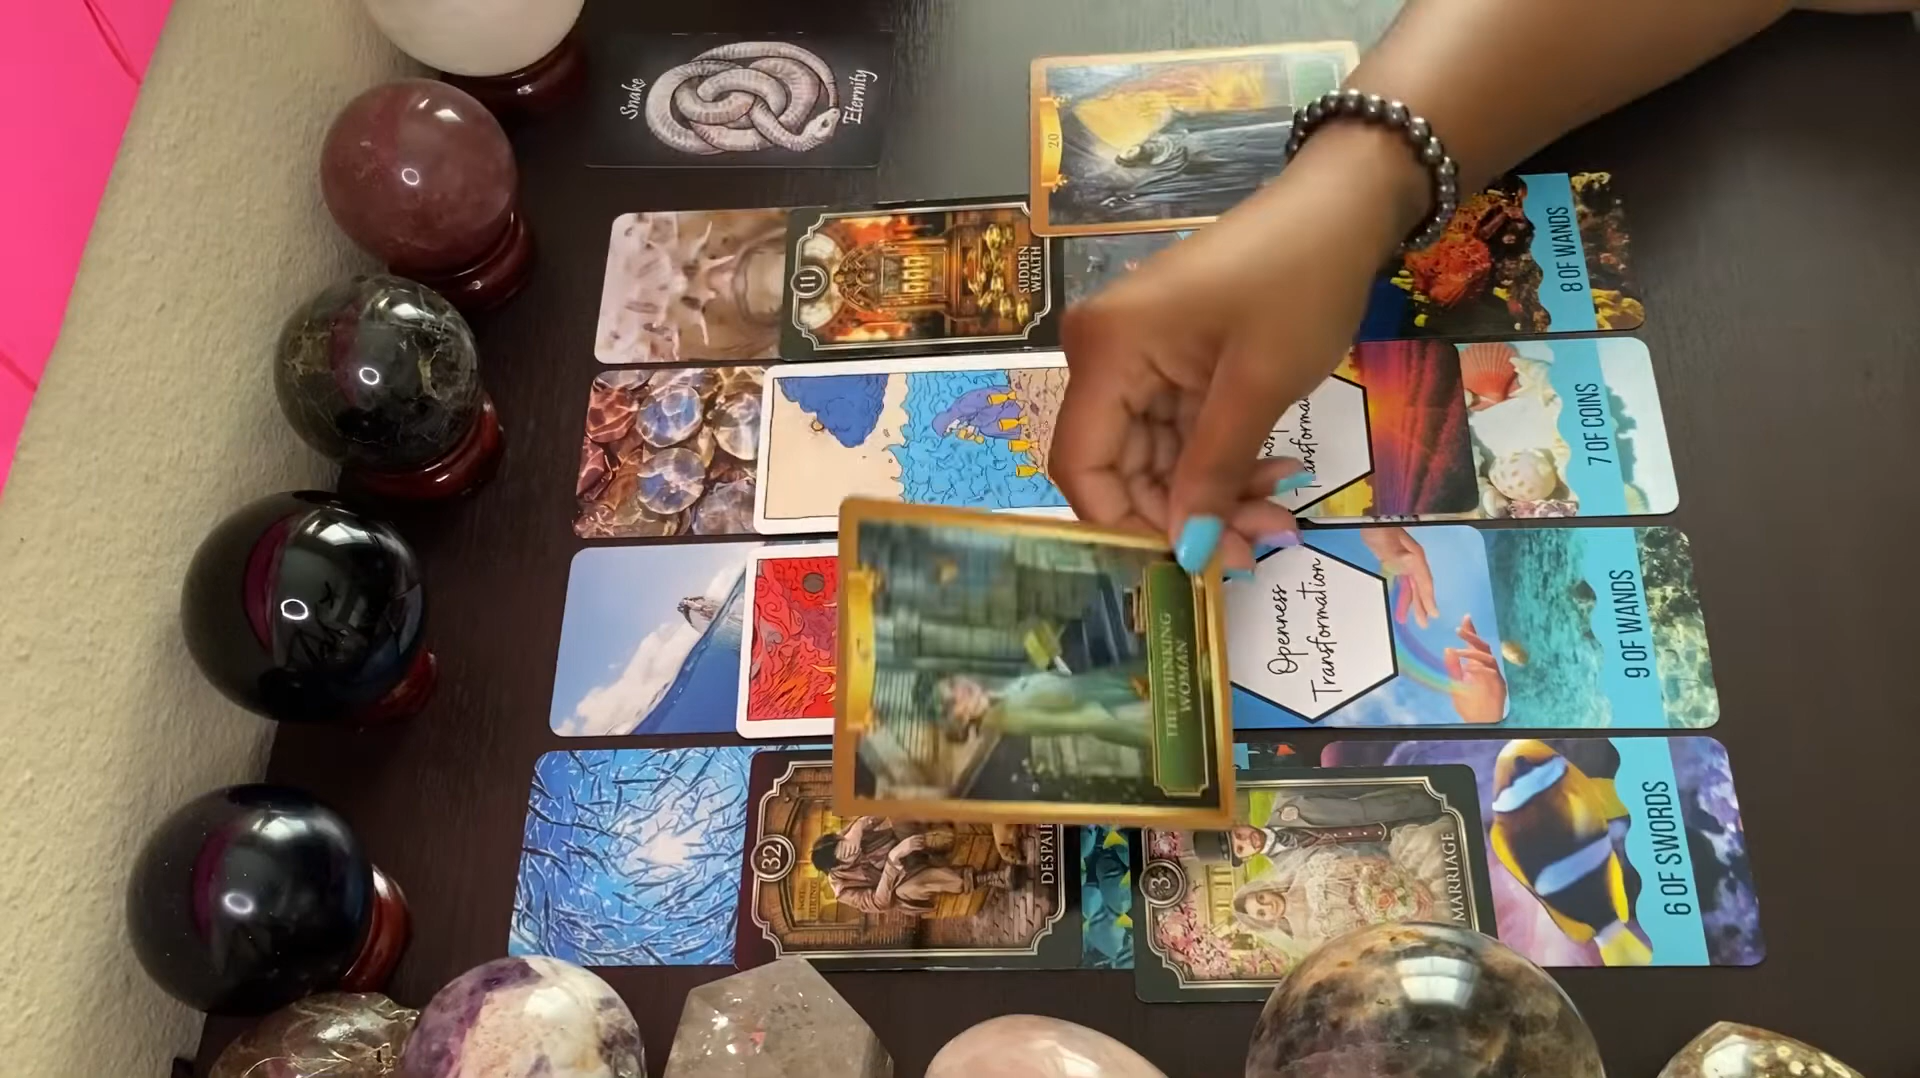 Snake
Eternity
20
11
SUDDEN
WEALTH
8 OF WANDS
Transformation
7 OF COINS
THE THINKING
WOMAN
Openness
Transformation
9 OF WANDS
32
DESPAIR
3
MARRIAGE
6 OF SWORDS